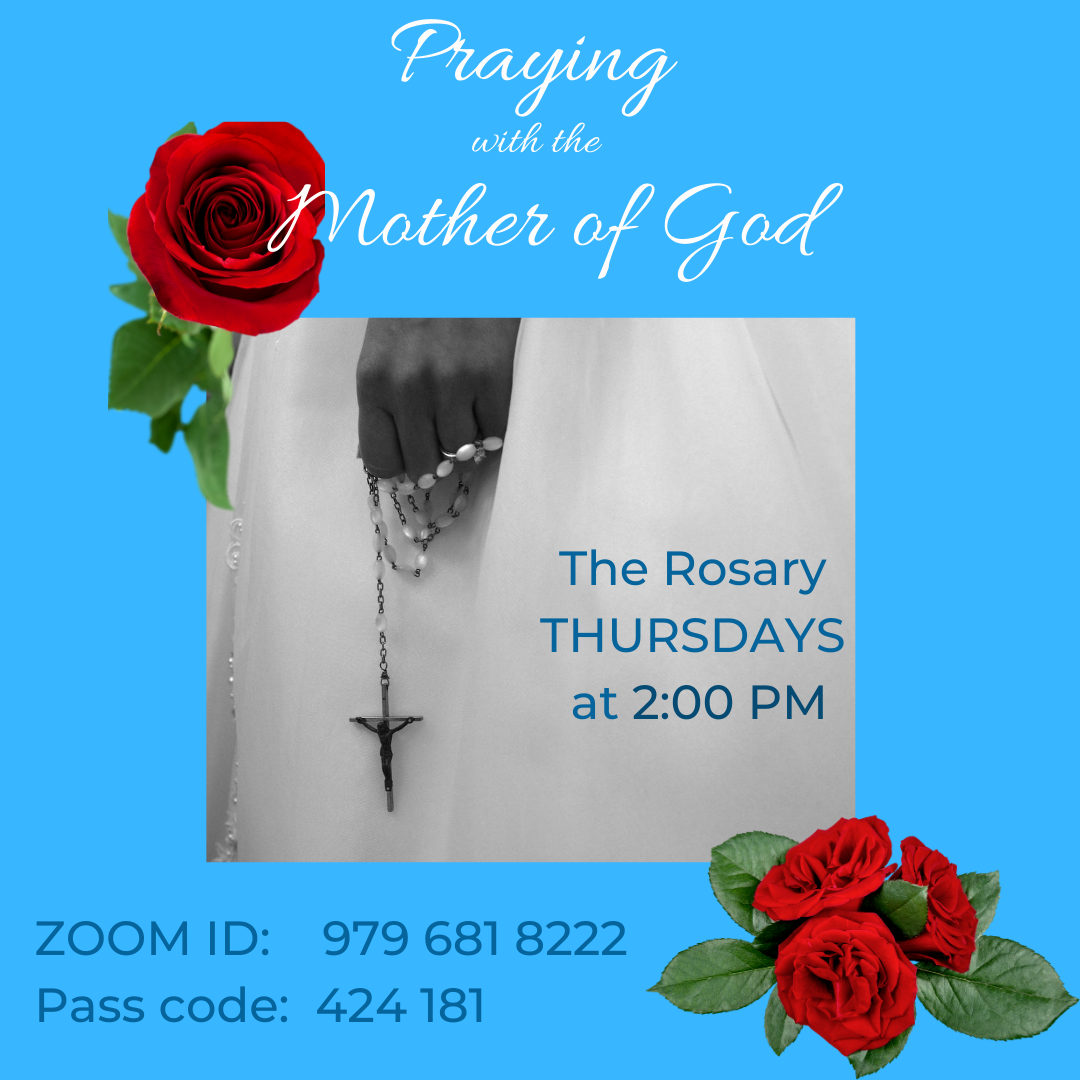 Praying
with the
Mother of God
The Rosary
THURSDAYS
at 2:00 PM
ZOOM ID: 979 681 8222
Pass code: 424 181